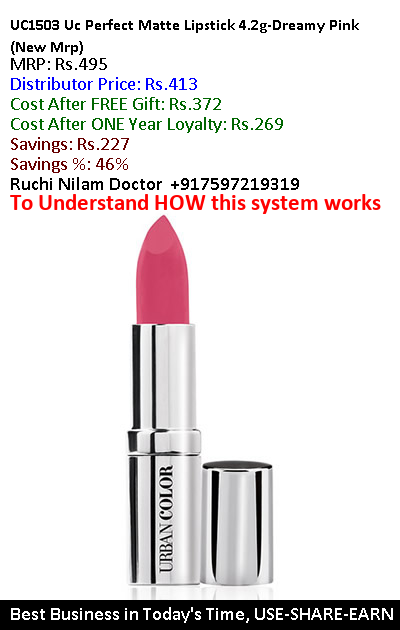 UC1503 Uc Perfect Matte Lipstick 4.2g-Dreamy Pink
(New Mrp)
MRP: Rs.495
Distributor Price: Rs.413
Cost After FREE Gift: Rs.372
Cost After ONE Year Loyalty: Rs.269
Savings: Rs.227
Savings %: 46%
Ruchi Nilam Doctor +917597219319
To Understand HOW this system works
URBAN COLOR
Best Business in Today's Time, USE-SHARE-EARN